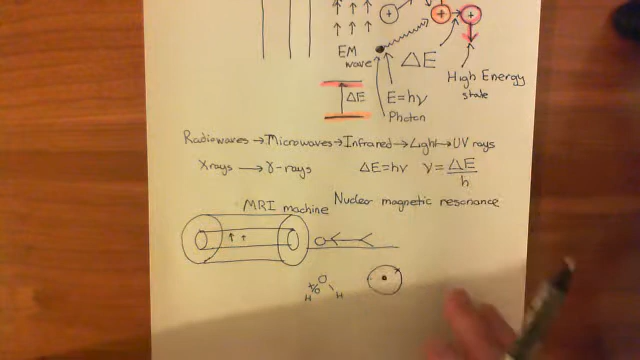 EM
wave
ΔE
High Energy
state
ΔE
E=hν
Photon
Radiowaves→Microwaves→Infrared→Light→UV rays
Xrays → γ-rays
ΔE=hν ν=ΔE/h
MRI machine
Nuclear magnetic resonance
O
H H